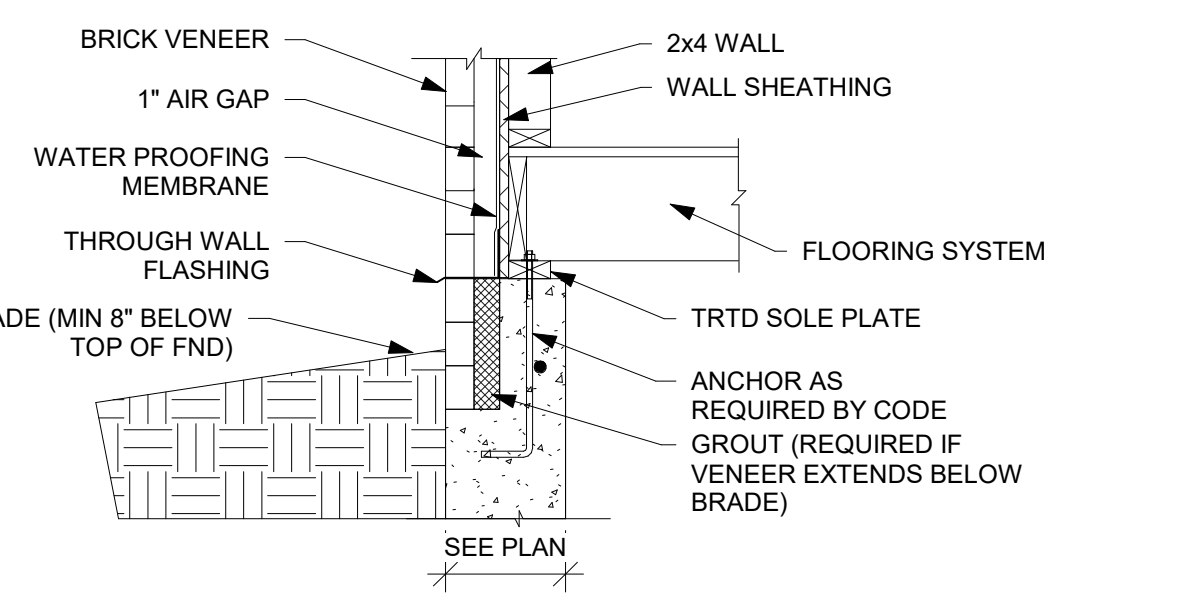 BRICK VENEER
1" AIR GAP
WATER PROOFING
MEMBRANE
THROUGH WALL
FLASHING
ADE (MIN 8" BELOW
TOP OF FND)
2x4 WALL
WALL SHEATHING
FLOORING SYSTEM
TRTD SOLE PLATE
ANCHOR AS
REQUIRED BY CODE
GROUT (REQUIRED IF
VENEER EXTENDS BELOW
BRADE)
SEE PLAN